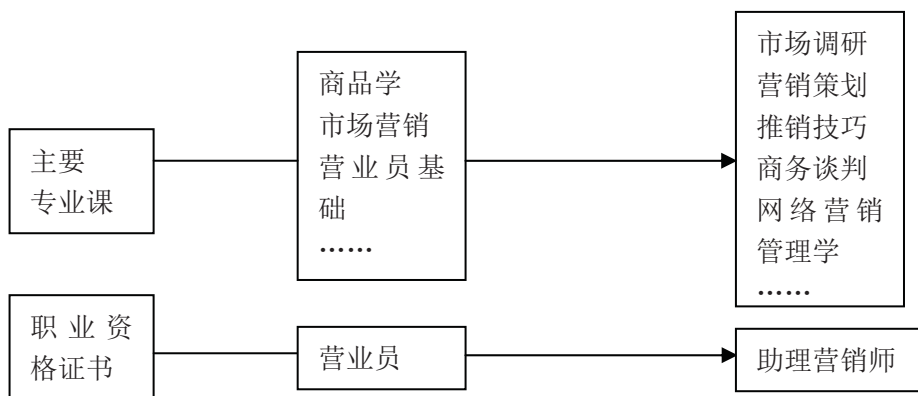 主要
专业课
商品学
市场营销
营业员基
础
……
市场调研
营销策划
推销技巧
商务谈判
网络营销
管理学
……
职业资
格证书
营业员
助理营销师